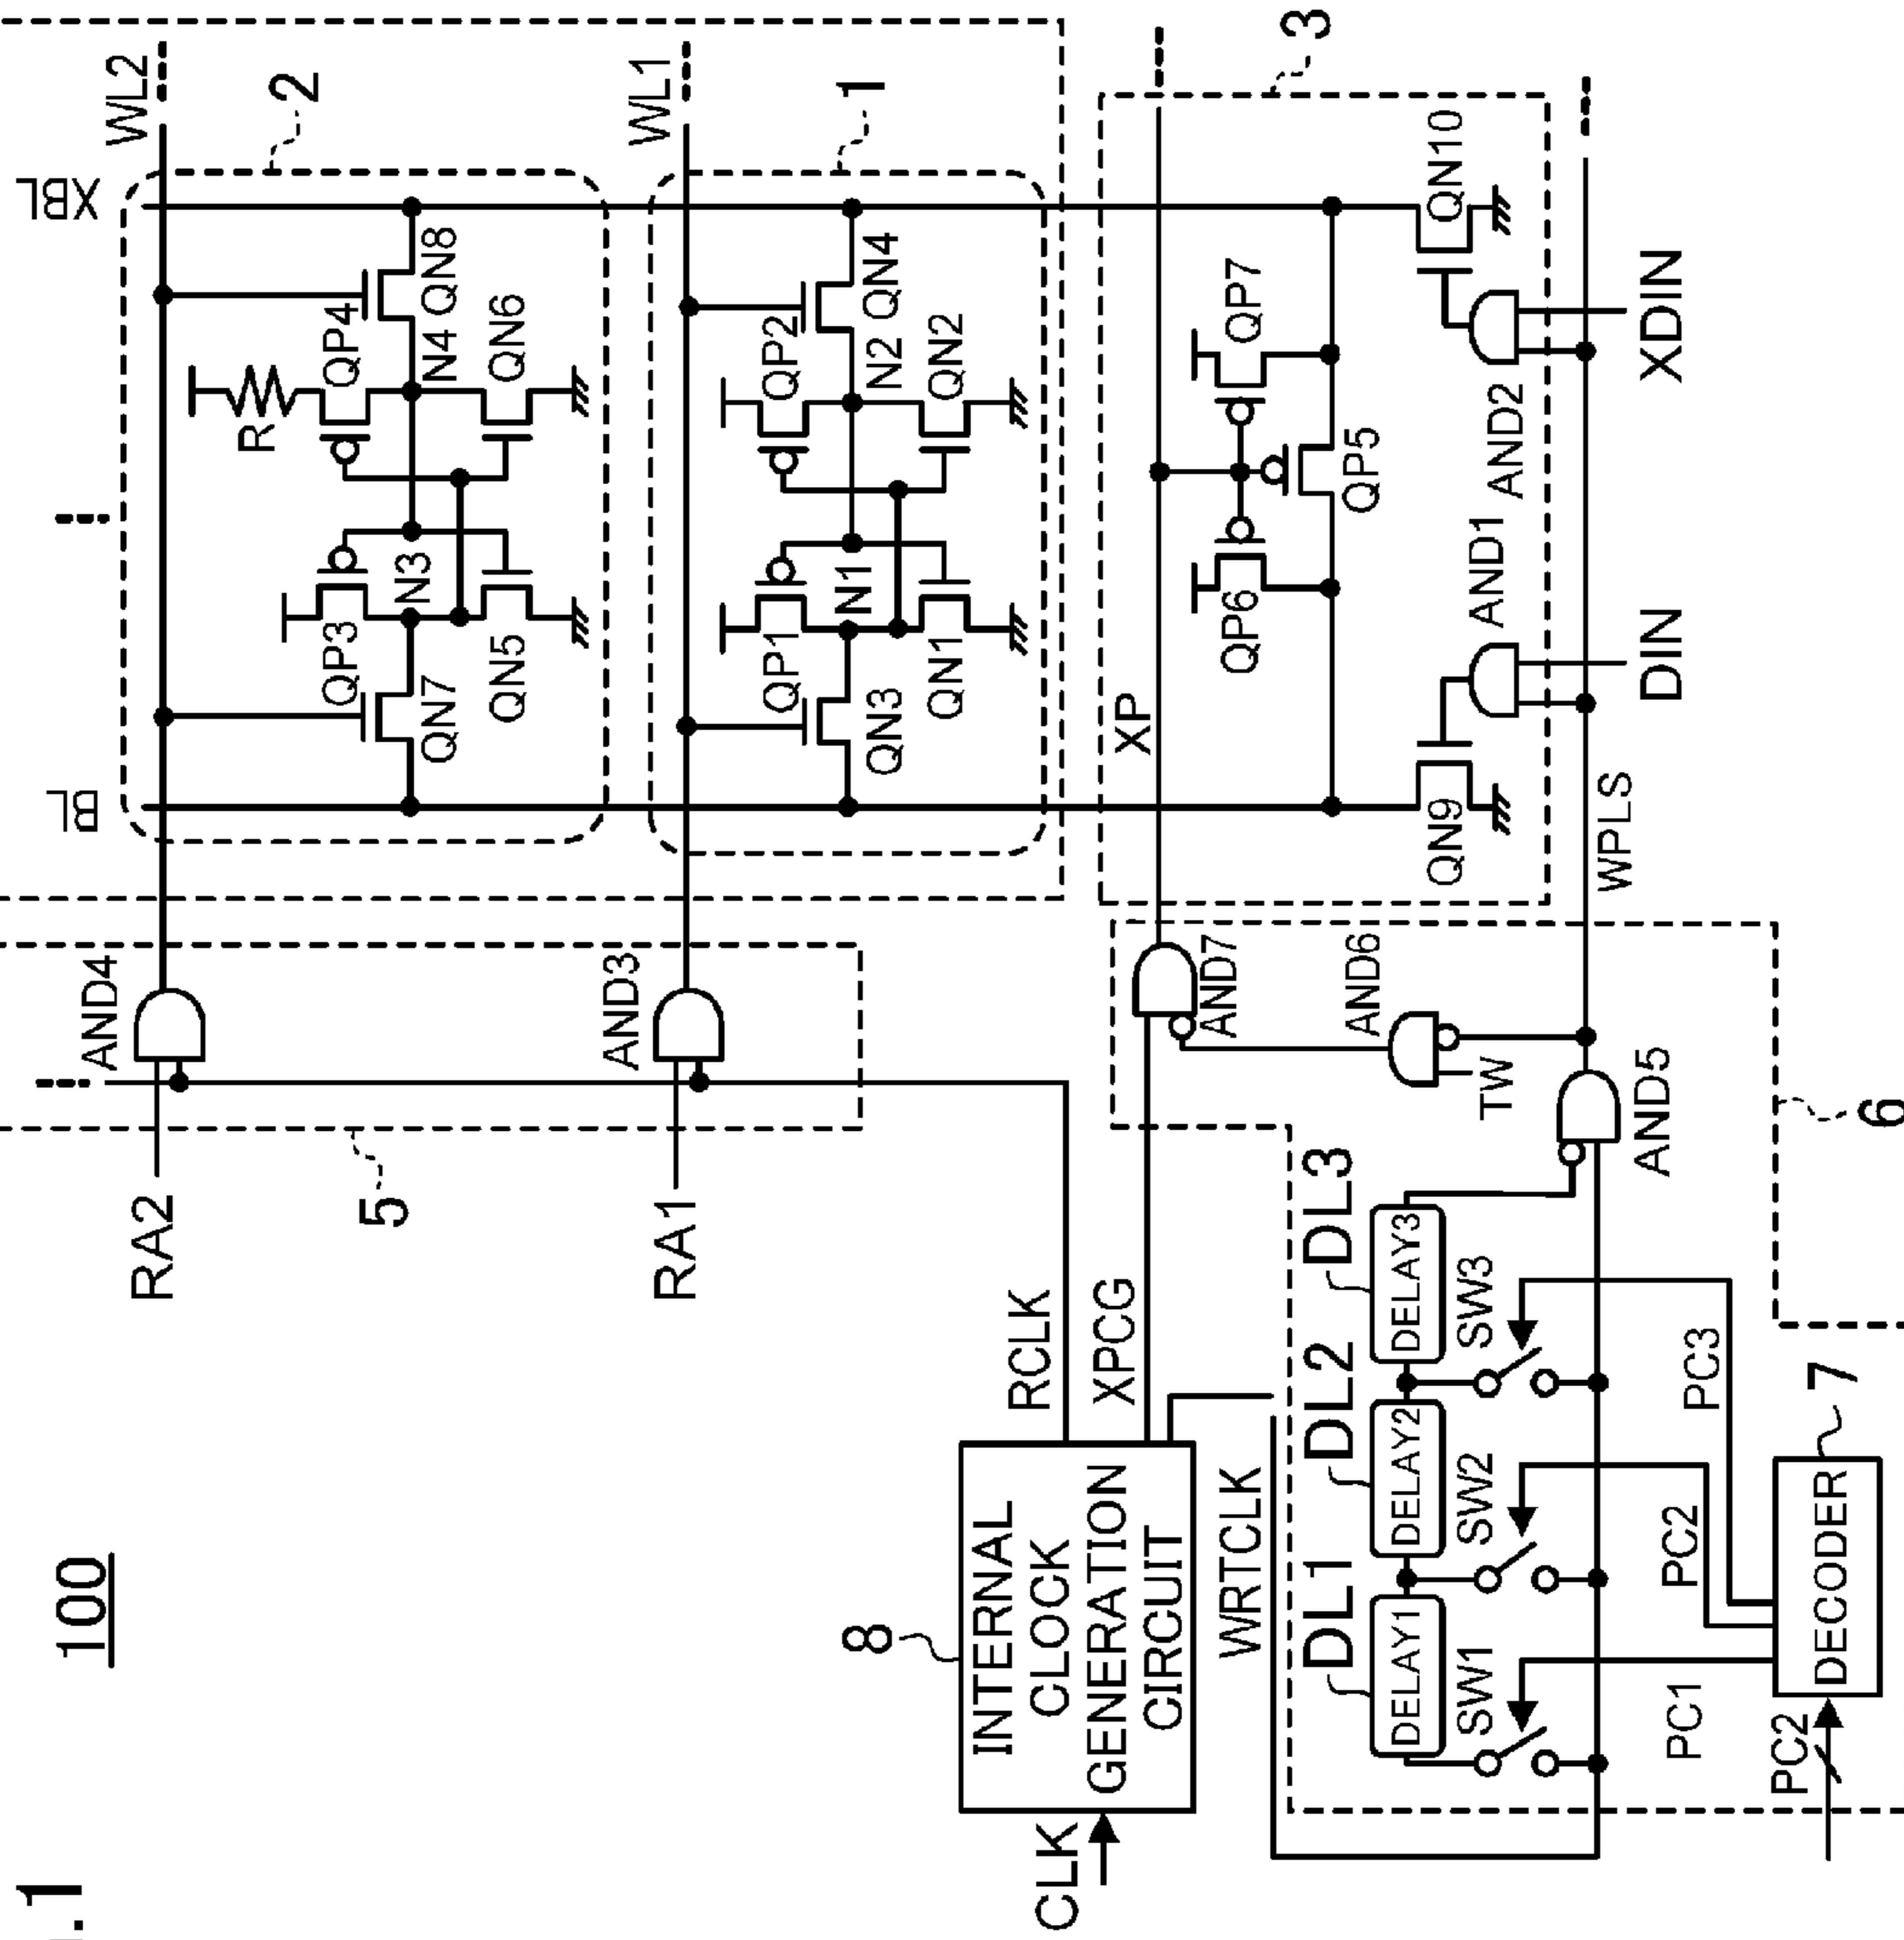 .1
100
XBL
BL
WL2
2
R
QP4
QN8
N4
QN6
QP3
N3
QN7
QN5
WL1
1
QP2
QN4
N2
QN2
QP1
N1
QN3
QN1
AND4
AND3
RA2
RA1
5
3
XP
QP7
QP6
QP5
QN10
QN9
AND1
AND2
XDIN
DIN
WPLS
AND7
AND6
TW
AND5
6
RCLK
XPCG
8
INTERNAL
CLOCK
GENERATION
CIRCUIT
CLK
WRTCLK
DL1
DL2
DL3
DELAY1
DELAY2
DELAY3
SW1
SW2
SW3
PC1
PC2
PC3
7
DECODER
PC2